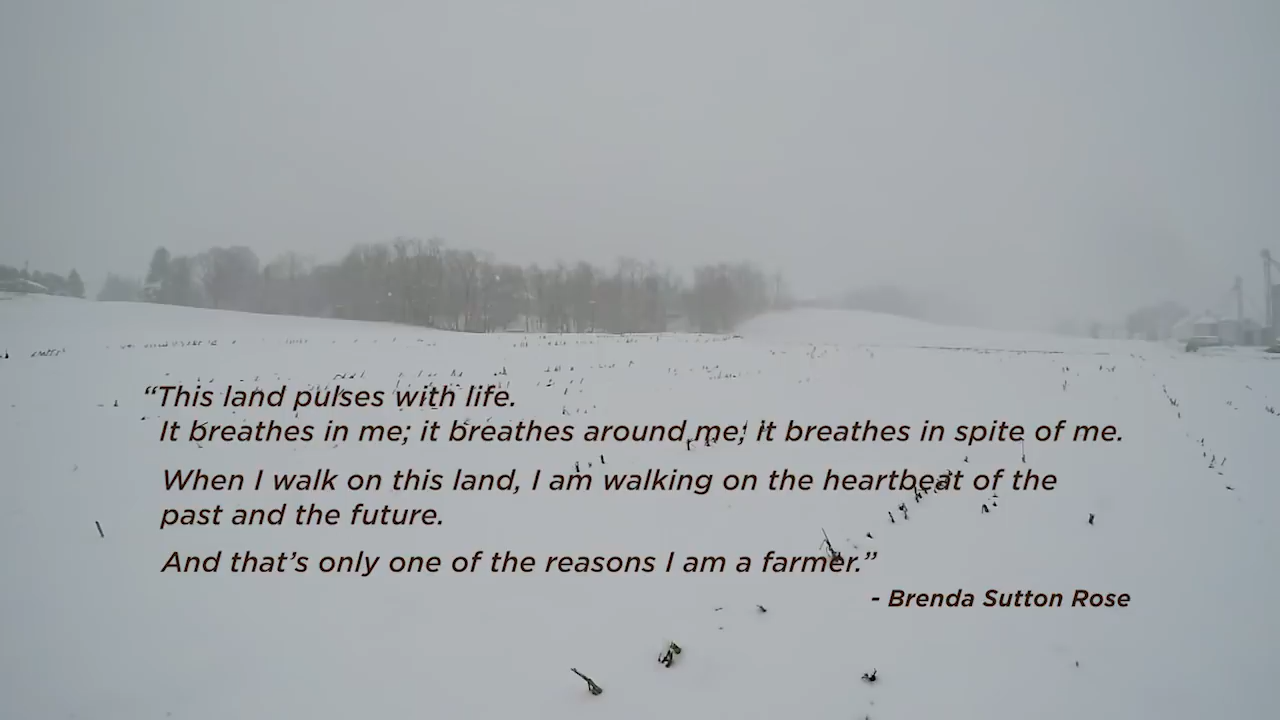 “This land pulses with life.
It breathes in me; it breathes around me; it breathes in spite of me.
When I walk on this land, I am walking on the heartbeat of the
past and the future.
And that’s only one of the reasons I am a farmer.”
- Brenda Sutton Rose